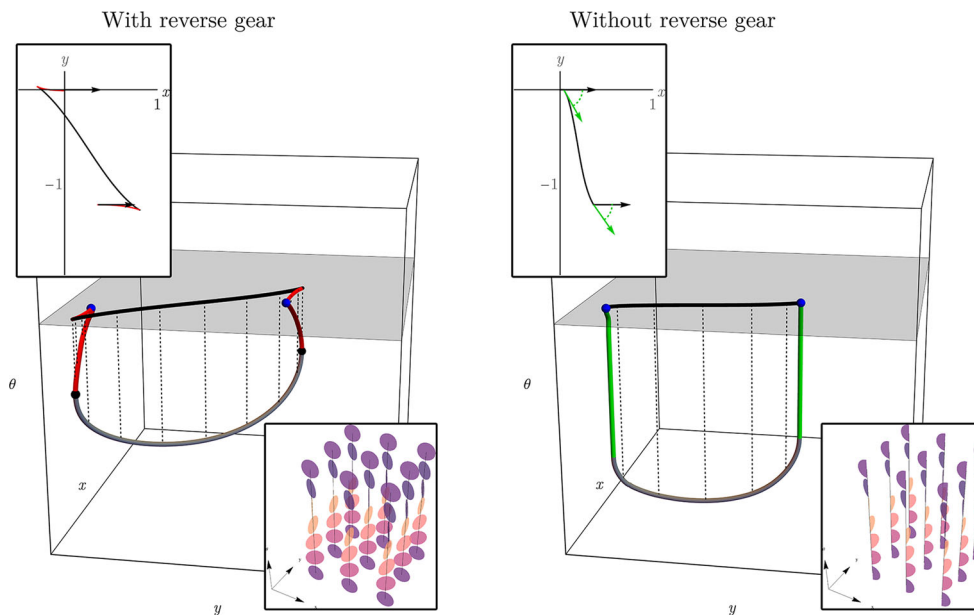 With reverse gear
Without reverse gear
y
x
1
−1
θ
x
y
y
x
1
−1
θ
x
y